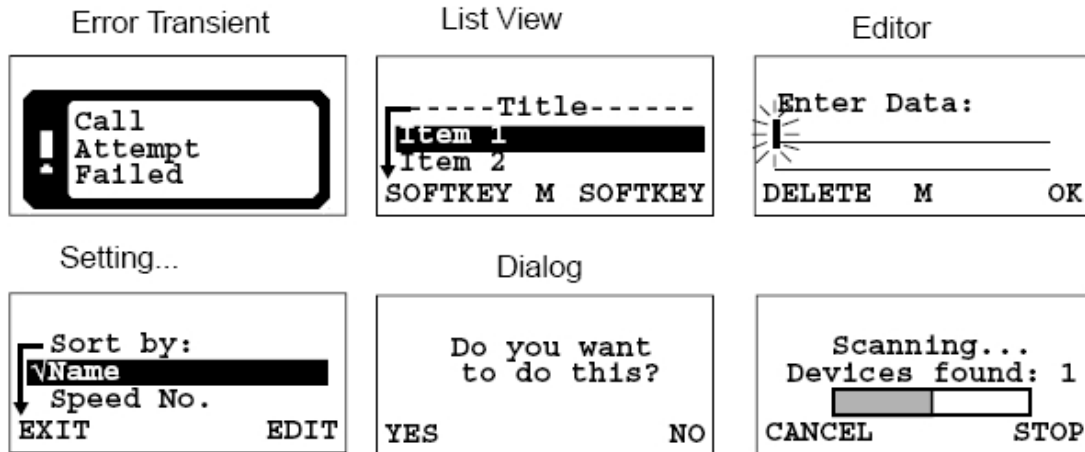 Error Transient
List View
Editor
Call
Attempt
Failed
-----Title------
Item 1
Item 2
SOFTKEY M SOFTKEY
Enter Data:
DELETE M OK
Setting...
Dialog
Sort by:
√Name
Speed No.
EXIT EDIT
Do you want
to do this?
YES NO
Scanning...
Devices found: 1
CANCEL STOP